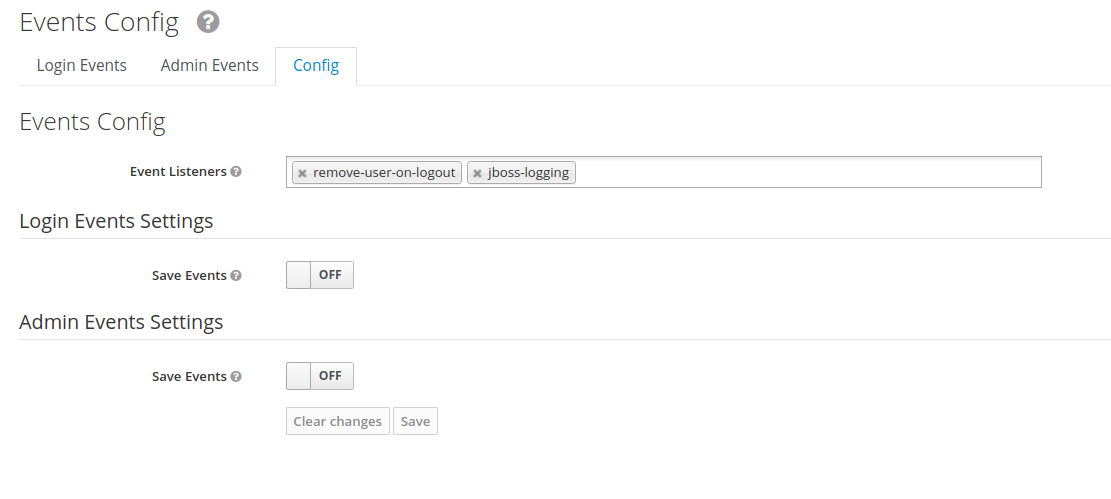 Events Config ?
Login Events Admin Events Config
Events Config
Event Listeners ? × remove-user-on-logout × jboss-logging
Login Events Settings
Save Events ? OFF
Admin Events Settings
Save Events ? OFF
Clear changes Save